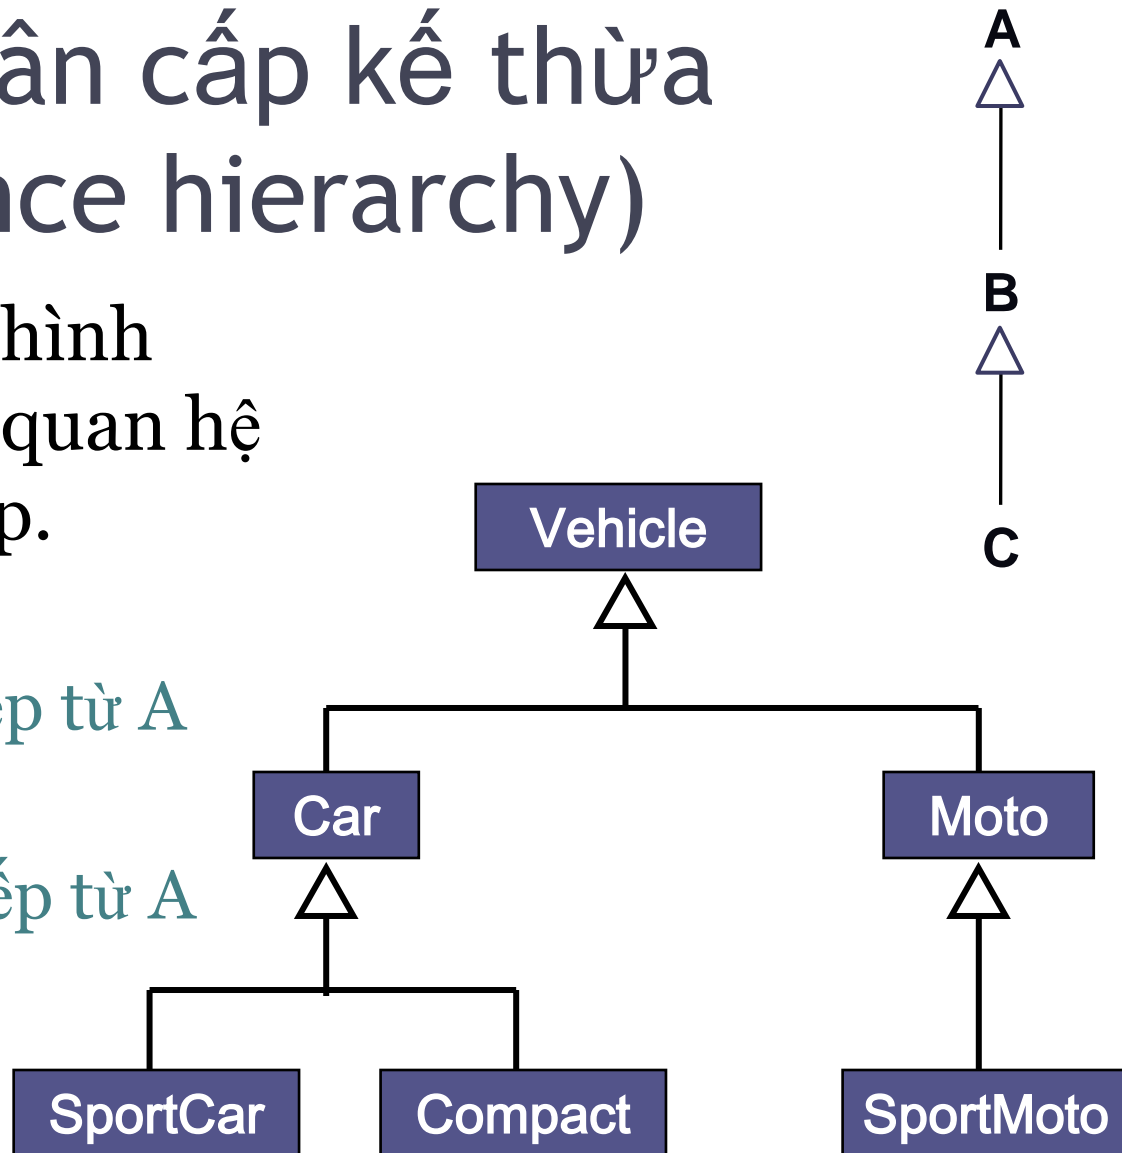 ân cấp kế thừa
nce hierarchy)
hình
quan hệ
p.
ếp từ A
ếp từ A
A
B
C
Vehicle
Car
Moto
SportCar
Compact
SportMoto